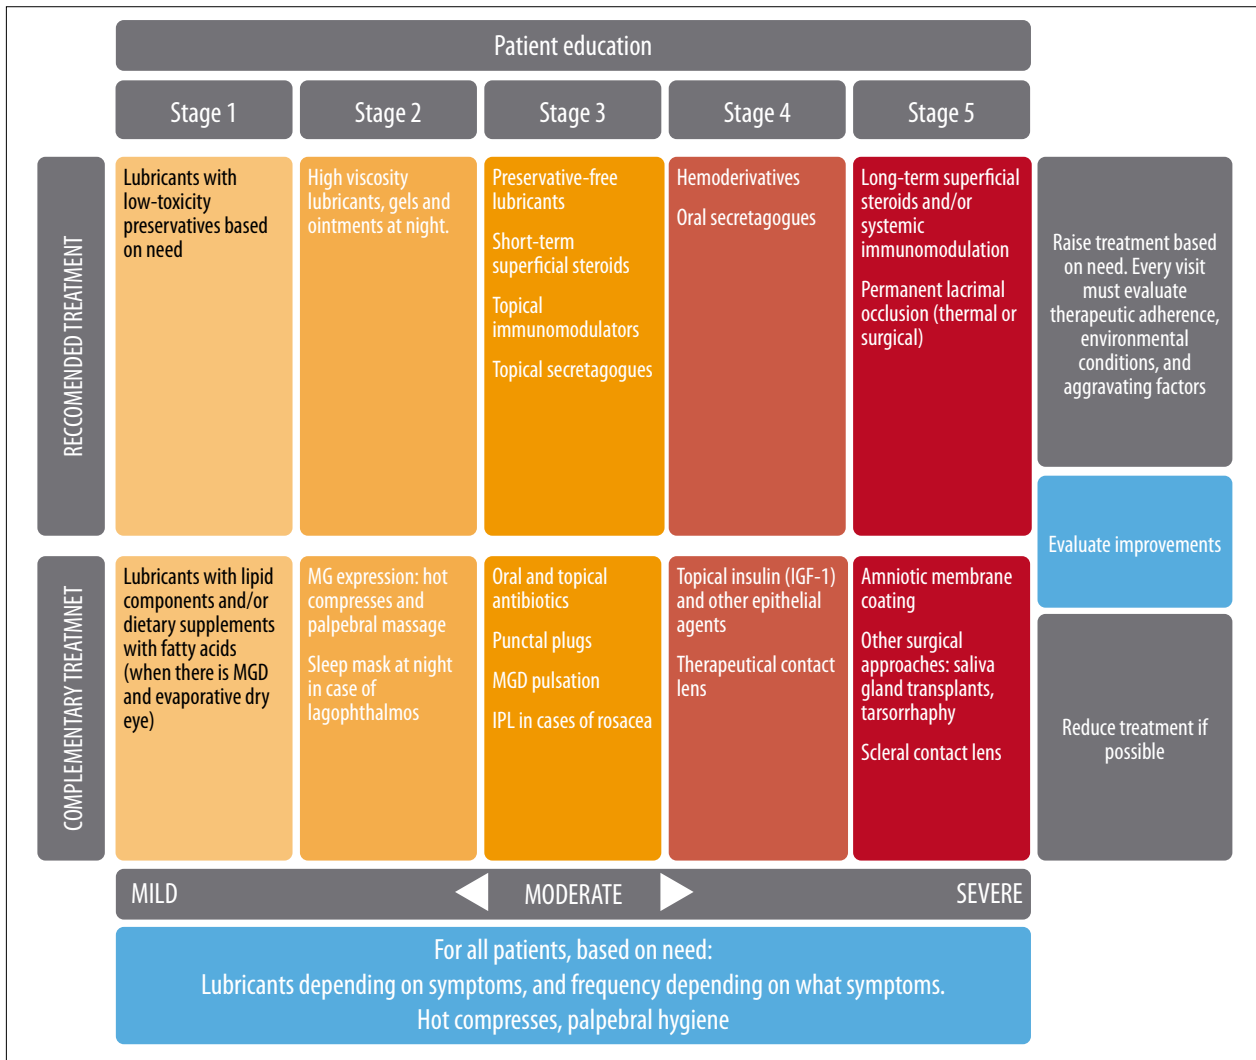 Patient education
Stage 1
Stage 2
Stage 3
Stage 4
Stage 5
RECCOMENDED TREATMENT
Lubricants with
low-toxicity
preservatives based
on need
High viscosity
lubricants, gels and
ointments at night.
Preservative-free
lubricants
Short-term
superficial steroids
Topical
immunomodulators
Topical secretagogues
Hemoderivatives
Oral secretagogues
Long-term superficial
steroids and/or
systemic
immunomodulation
Permanent lacrimal
occlusion (thermal or
surgical)
Raise treatment based
on need. Every visit
must evaluate
therapeutic adherence,
environmental
conditions, and
aggravating factors
Evaluate improvements
Reduce treatment if
possible
COMPLEMENTARY TREATMNET
Lubricants with lipid
components and/or
dietary supplements
with fatty acids
(when there is MGD
and evaporative dry
eye)
MG expression: hot
compresses and
palpebral massage
Sleep mask at night
in case of
lagophthalmos
Oral and topical
antibiotics
Punctal plugs
MGD pulsation
IPL in cases of rosacea
Topical insulin (IGF-1)
and other epithelial
agents
Therapeutical contact
lens
Amniotic membrane
coating
Other surgical
approaches: saliva
gland transplants,
tarsorrhaphy
Scleral contact lens
MILD
MODERATE
SEVERE
For all patients, based on need:
Lubricants depending on symptoms, and frequency depending on what symptoms.
Hot compresses, palpebral hygiene